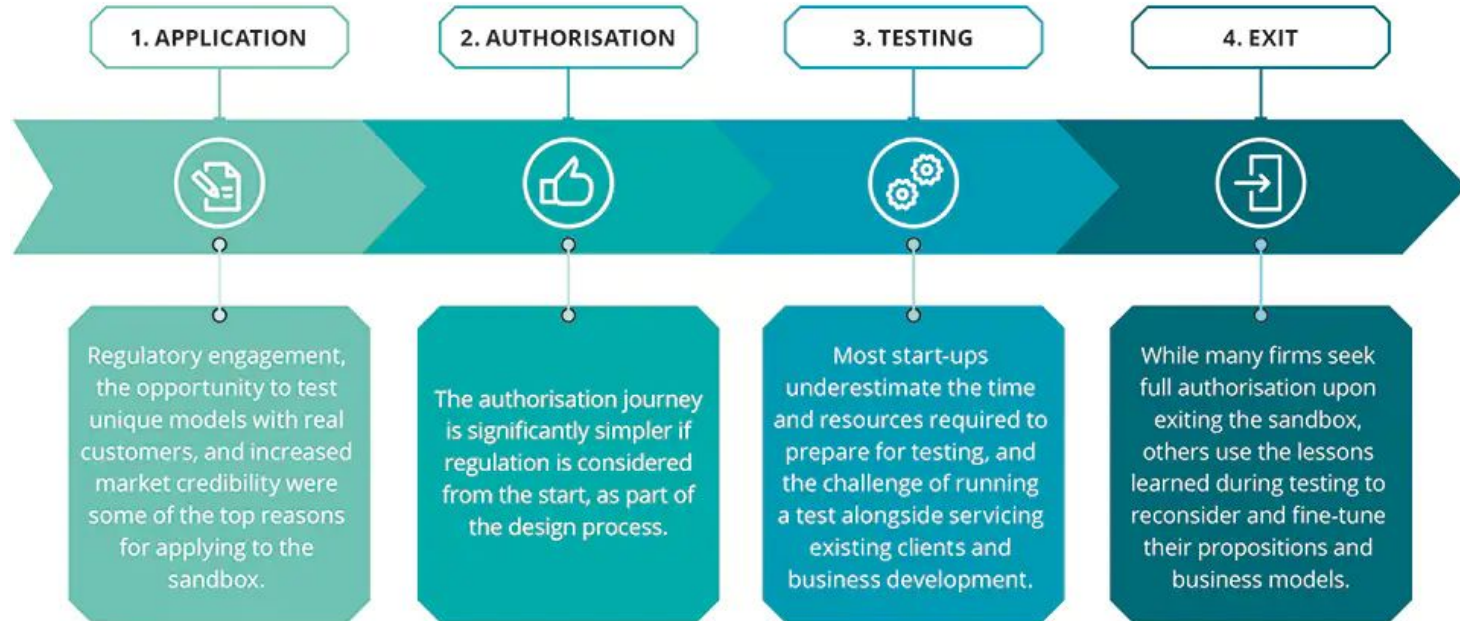 1. APPLICATION
2. AUTHORISATION
3. TESTING
4. EXIT
Regulatory engagement,
the opportunity to test
unique models with real
customers, and increased
market credibility were
some of the top reasons
for applying to the
sandbox.
The authorisation journey
is significantly simpler if
regulation is considered
from the start, as part of
the design process.
Most start-ups
underestimate the time
and resources required to
prepare for testing, and
the challenge of running
a test alongside servicing
existing clients and
business development.
While many firms seek
full authorisation upon
exiting the sandbox,
others use the lessons
learned during testing to
reconsider and fine-tune
their propositions and
business models.